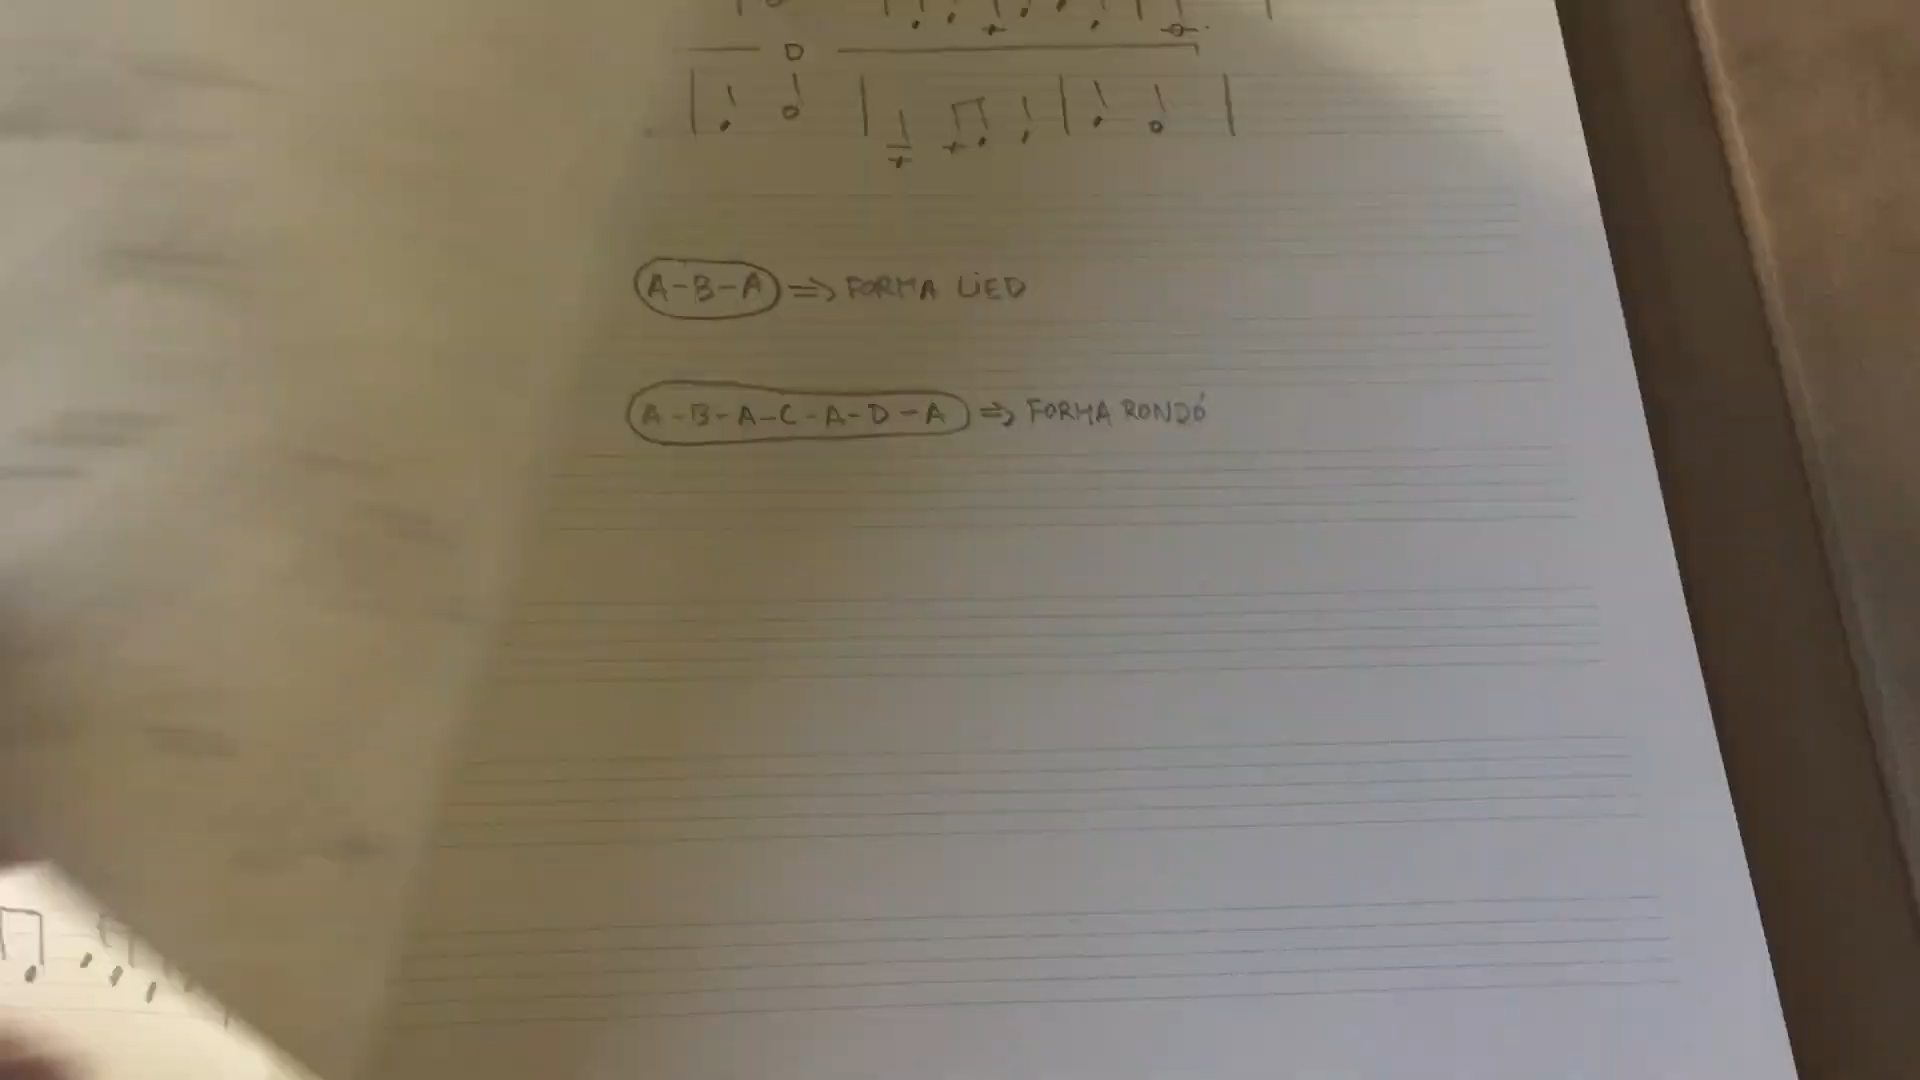 D
A-B-A => FORMA LIED
A-B-A-C-A-D-A => FORMA RONDÓ